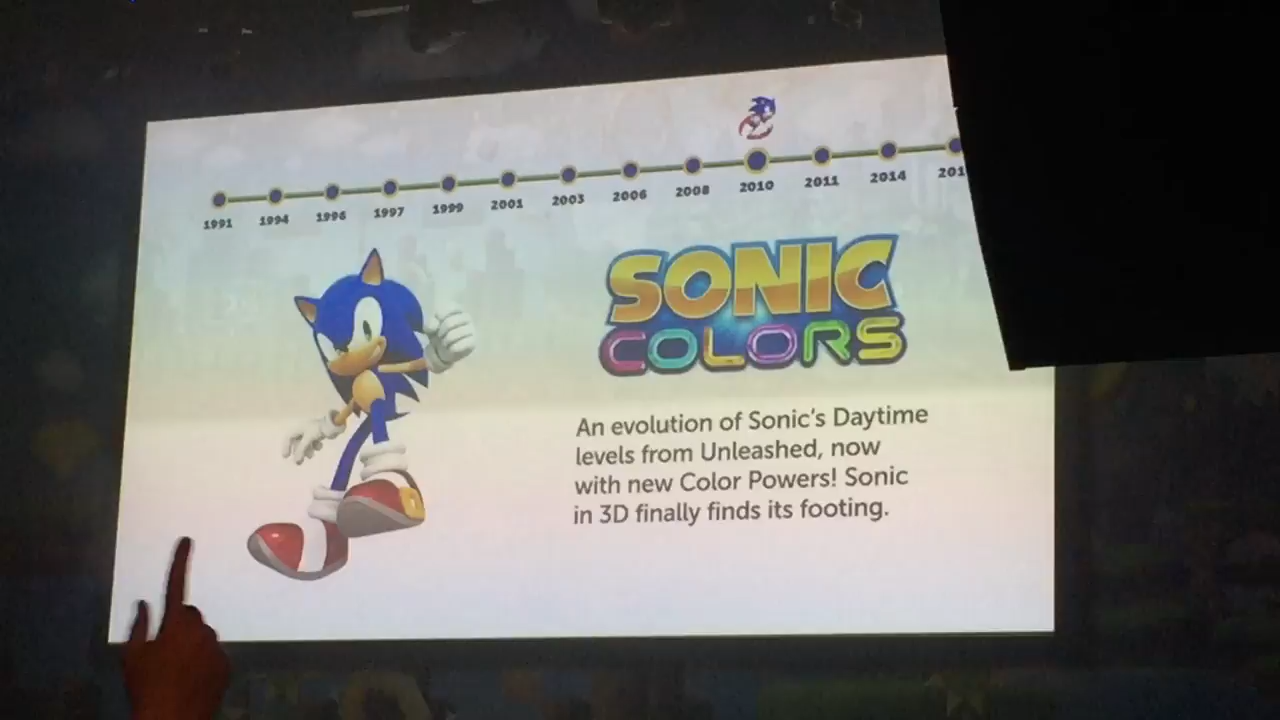 1991 1994 1996 1997 1999 2001 2003 2006 2008 2010 2011 2014 201
SONIC
COLORS
An evolution of Sonic's Daytime
levels from Unleashed, now
with new Color Powers! Sonic
in 3D finally finds its footing.